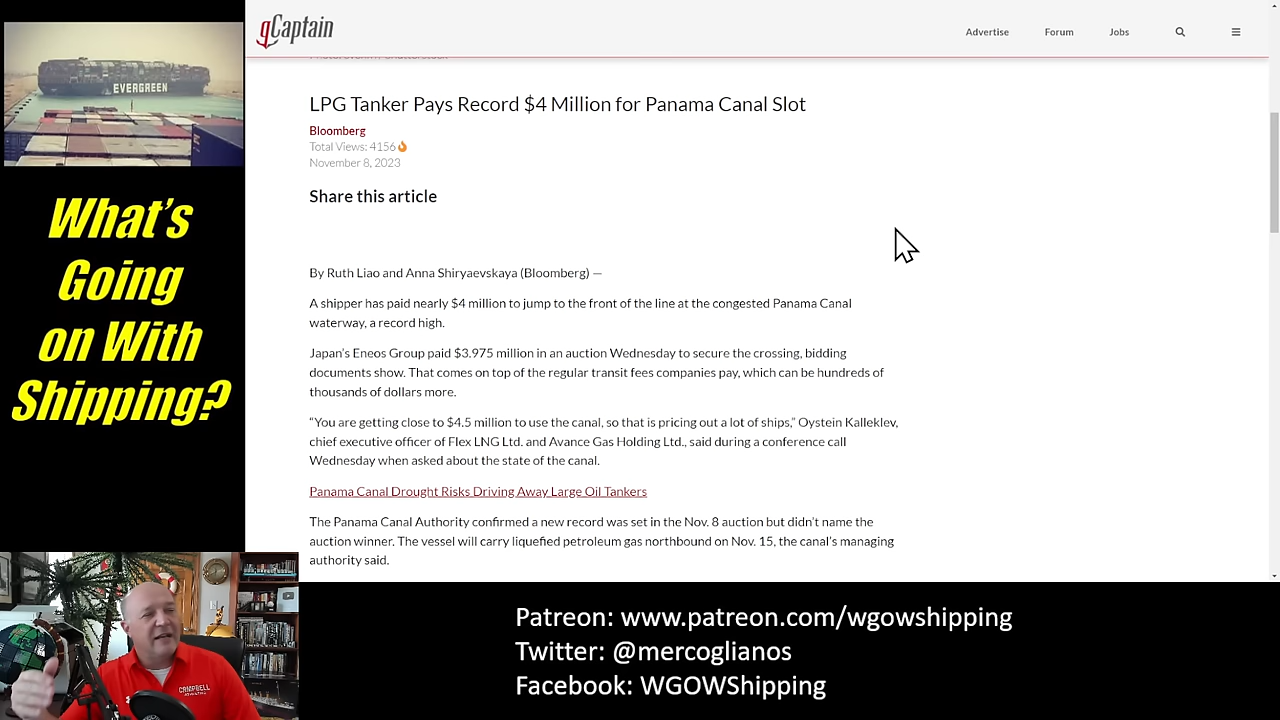 gCaptain
Advertise
Forum
Jobs
EVERGREEN
What's
Going
on With
Shipping?
LPG Tanker Pays Record $4 Million for Panama Canal Slot
Bloomberg
Total Views: 4156
November 8, 2023
Share this article
By Ruth Liao and Anna Shiryaevskaya (Bloomberg) —
A shipper has paid nearly $4 million to jump to the front of the line at the congested Panama Canal
waterway, a record high.
Japan's Eneos Group paid $3.975 million in an auction Wednesday to secure the crossing, bidding
documents show. That comes on top of the regular transit fees companies pay, which can be hundreds of
thousands of dollars more.
“You are getting close to $4.5 million to use the canal, so that is pricing out a lot of ships,” Oystein Kalleklev,
chief executive officer of Flex LNG Ltd. and Avance Gas Holding Ltd., said during a conference call
Wednesday when asked about the state of the canal.
Panama Canal Drought Risks Driving Away Large Oil Tankers
The Panama Canal Authority confirmed a new record was set in the Nov. 8 auction but didn't name the
auction winner. The vessel will carry liquefied petroleum gas northbound on Nov. 15, the canal's managing
authority said.
CAMPBELL
Patreon: www.patreon.com/wgowshipping
Twitter: @mercoglianos
Facebook: WGOWShipping